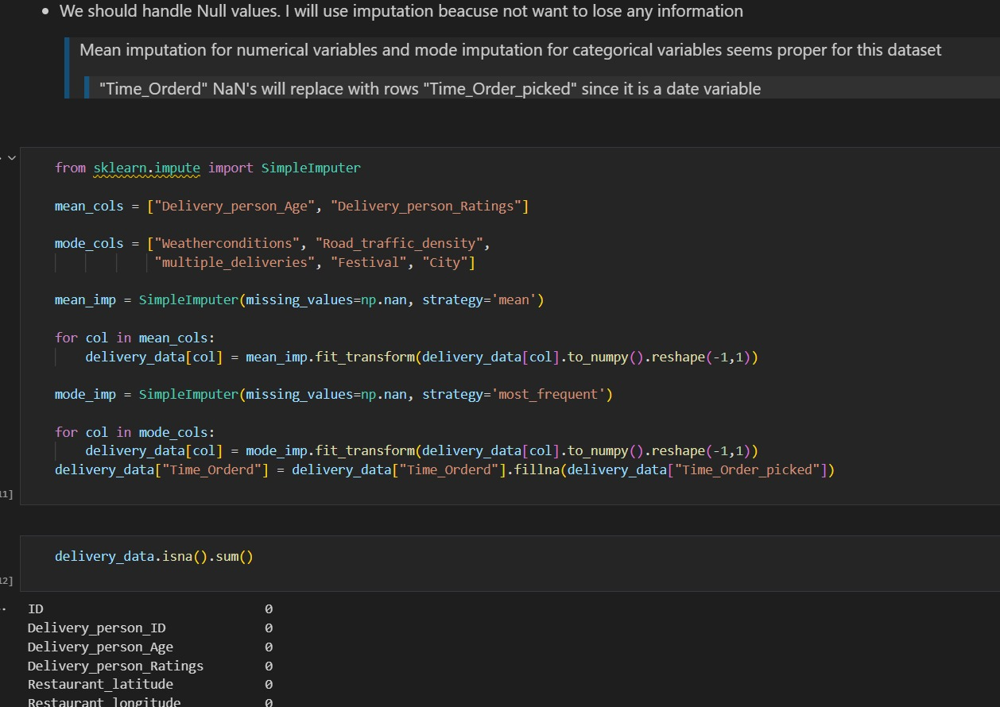 • We should handle Null values. I will use imputation beacuse not want to lose any information
Mean imputation for numerical variables and mode imputation for categorical variables seems proper for this dataset
"Time_Orderd" NaN's will replace with rows "Time_Order_picked" since it is a date variable
from sklearn.impute import SimpleImputer
mean_cols = ["Delivery_person_Age", "Delivery_person_Ratings"]
mode_cols = ["Weatherconditions", "Road_traffic_density",
"multiple_deliveries", "Festival", "City"]
mean_imp = SimpleImputer(missing_values=np.nan, strategy='mean')
for col in mean_cols:
delivery_data[col] = mean_imp.fit_transform(delivery_data[col].to_numpy().reshape(-1,1))
mode_imp = SimpleImputer(missing_values=np.nan, strategy='most_frequent')
for col in mode_cols:
delivery_data[col] = mode_imp.fit_transform(delivery_data[col].to_numpy().reshape(-1,1))
delivery_data["Time_Orderd"] = delivery_data["Time_Orderd"].fillna(delivery_data["Time_Order_picked"])
11]
delivery_data.isna().sum()
12]
ID 0
Delivery_person_ID 0
Delivery_person_Age 0
Delivery_person_Ratings 0
Restaurant_latitude 0
Restaurant_longitude 0